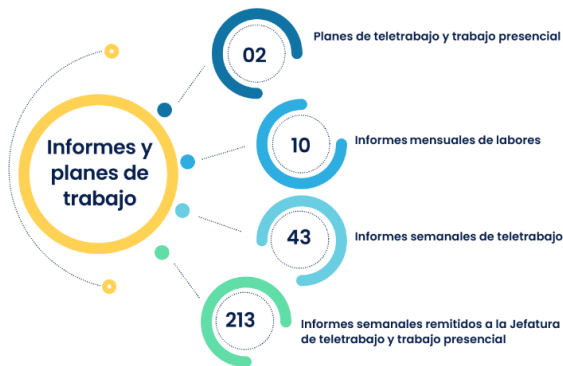 Informes y
planes de
trabajo
02
Planes de teletrabajo y trabajo presencial
10
Informes mensuales de labores
43
Informes semanales de teletrabajo
213
Informes semanales remitidos a la Jefatura
de teletrabajo y trabajo presencial